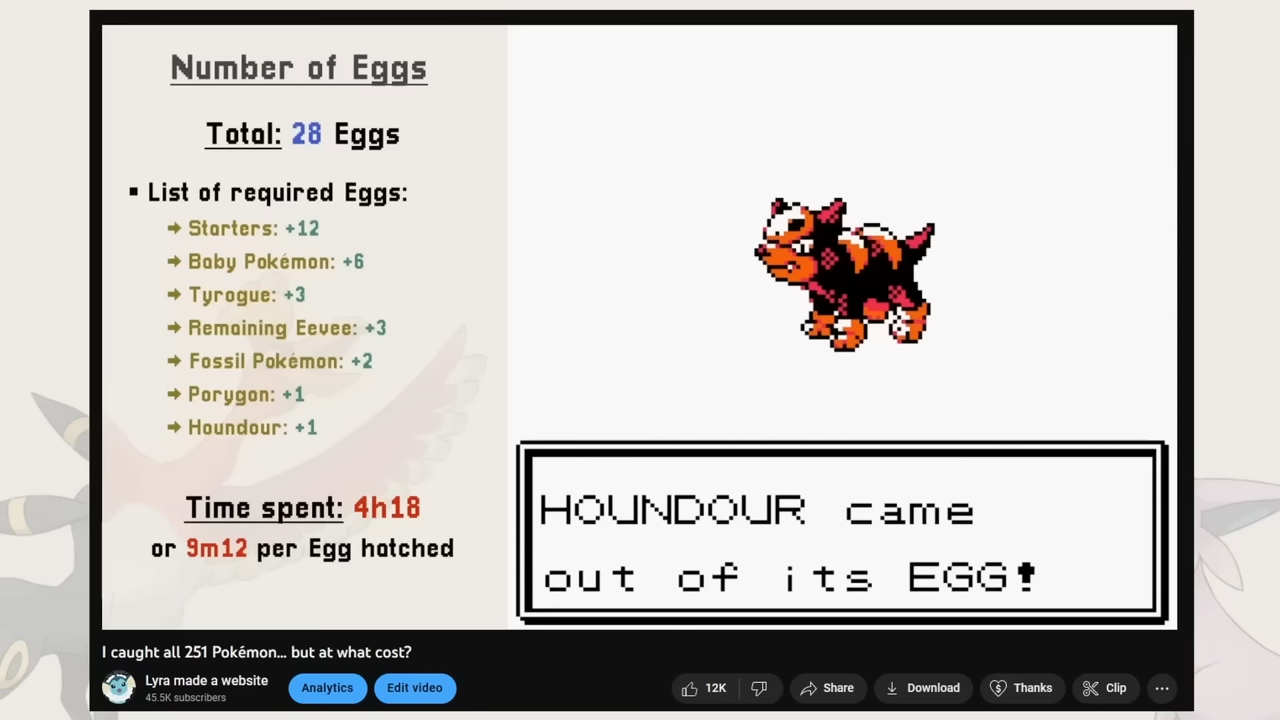 Number of Eggs
Total: 28 Eggs
▪ List of required Eggs:
➔ Starters: +12
➔ Baby Pokémon: +6
➔ Tyrogue: +3
➔ Remaining Eevee: +3
➔ Fossil Pokémon: +2
➔ Porygon: +1
➔ Houndour: +1
Time spent: 4h18
or 9m12 per Egg hatched
HOUNDOUR came
out of its EGG!
I caught all 251 Pokémon... but at what cost?
Lyra made a website
45.5K subscribers
Analytics
Edit video
12K
Share
Download
Thanks
Clip